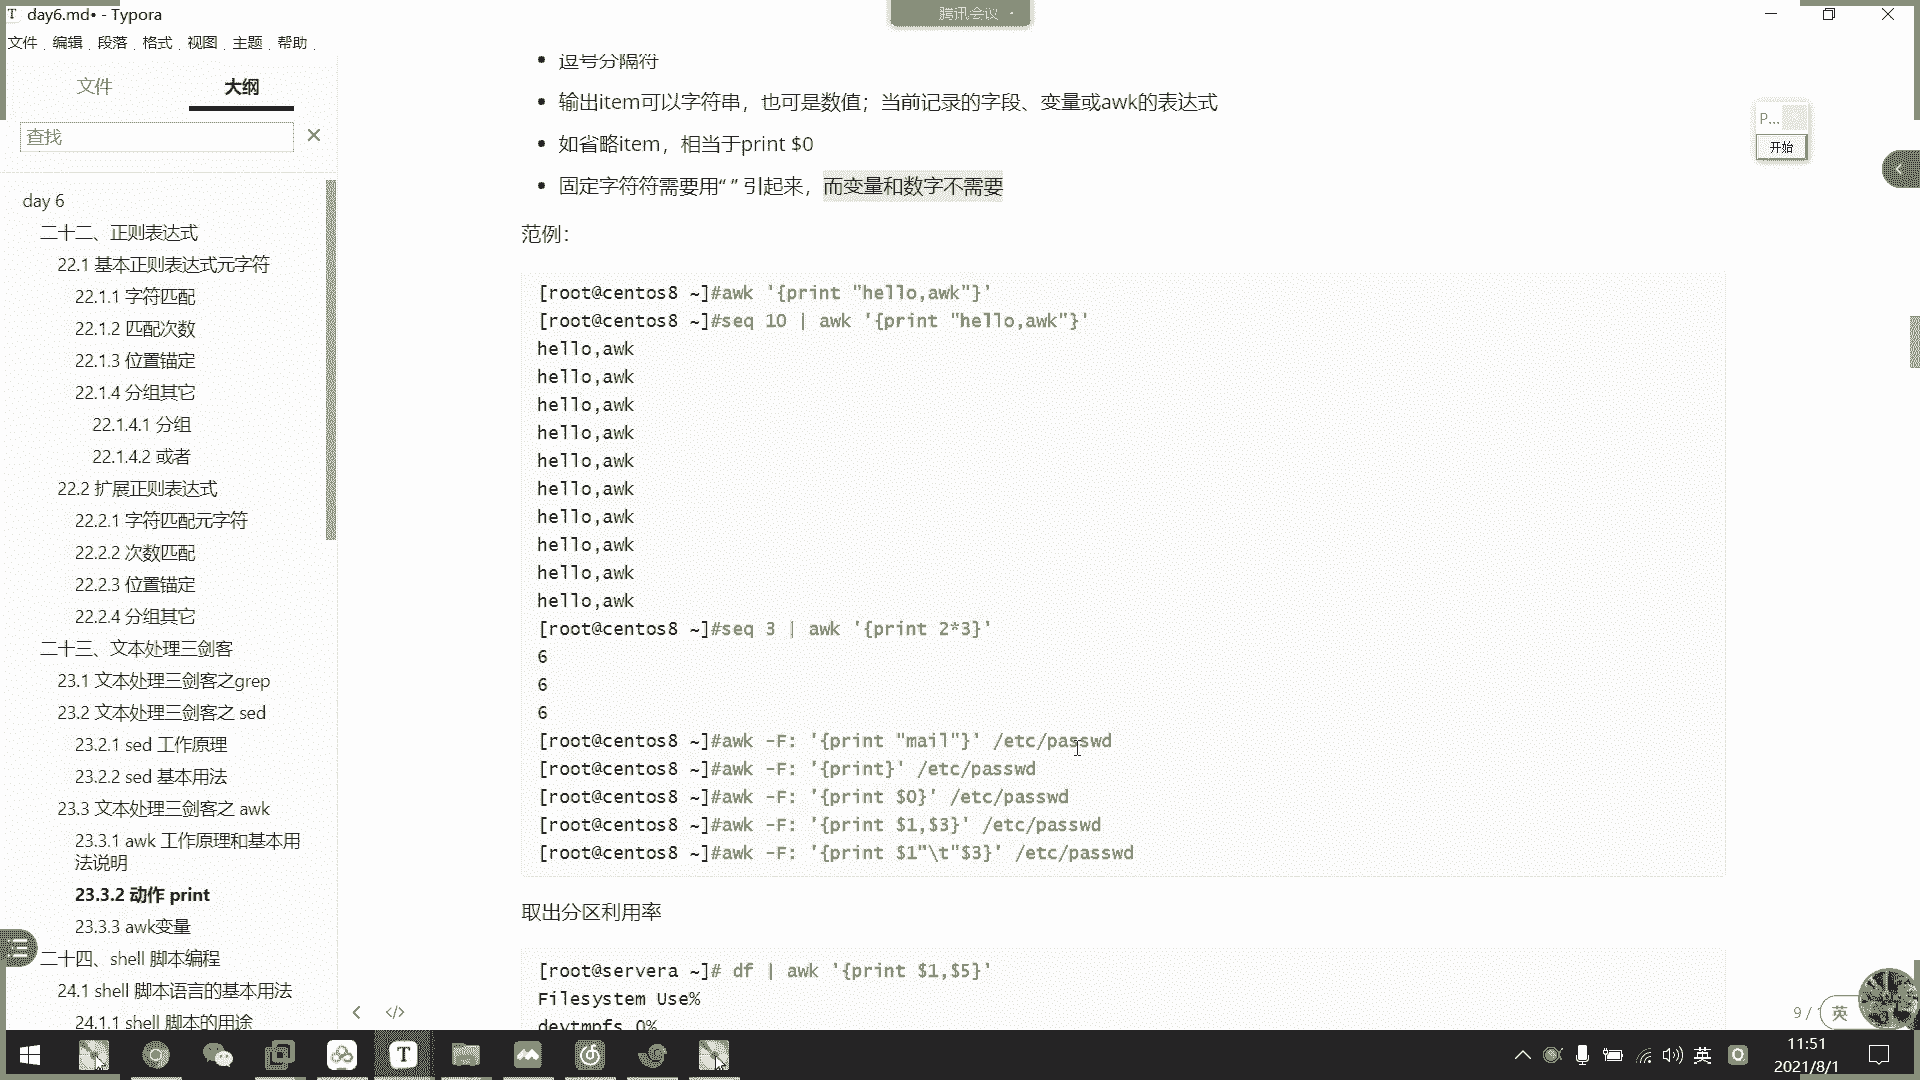 day6.md• - Typora
腾讯会议
文件 编辑 段落 格式 视图 主题 帮助
文件 大纲
查找
day 6
二十二、正则表达式
22.1 基本正则表达式元字符
22.1.1 字符匹配
22.1.2 匹配次数
22.1.3 位置锚定
22.1.4 分组其它
22.1.4.1 分组
22.1.4.2 或者
22.2 扩展正则表达式
22.2.1 字符匹配元字符
22.2.2 次数匹配
22.2.3 位置锚定
22.2.4 分组其它
二十三、文本处理三剑客
23.1 文本处理三剑客之grep
23.2 文本处理三剑客之 sed
23.2.1 sed 工作原理
23.2.2 sed 基本用法
23.3 文本处理三剑客之 awk
23.3.1 awk 工作原理和基本用
法说明
23.3.2 动作 print
23.3.3 awk变量
二十四、shell 脚本编程
24.1 shell 脚本语言的基本用法
24.1.1 shell 脚本的用途
• 逗号分隔符
• 输出item可以字符串，也可是数值；当前记录的字段、变量或awk的表达式
• 如省略item，相当于print $0
• 固定字符符需要用“ ” 引起来，而变量和数字不需要
范例：
[root@centos8 ~]#awk '{print "hello,awk"}'
[root@centos8 ~]#seq 10 | awk '{print "hello,awk"}'
hello,awk
hello,awk
hello,awk
hello,awk
hello,awk
hello,awk
hello,awk
hello,awk
hello,awk
hello,awk
[root@centos8 ~]#seq 3 | awk '{print 2*3}'
6
6
6
[root@centos8 ~]#awk -F: '{print "mail"}' /etc/passwd
[root@centos8 ~]#awk -F: '{print}' /etc/passwd
[root@centos8 ~]#awk -F: '{print $0}' /etc/passwd
[root@centos8 ~]#awk -F: '{print $1,$3}' /etc/passwd
[root@centos8 ~]#awk -F: '{print $1"\t"$3}' /etc/passwd
取出分区利用率
[root@servera ~]# df | awk '{print $1,$5}'
Filesystem Use%
devtmpfs 0%
P...
开始
9 /
英
英
11:51
2021/8/1